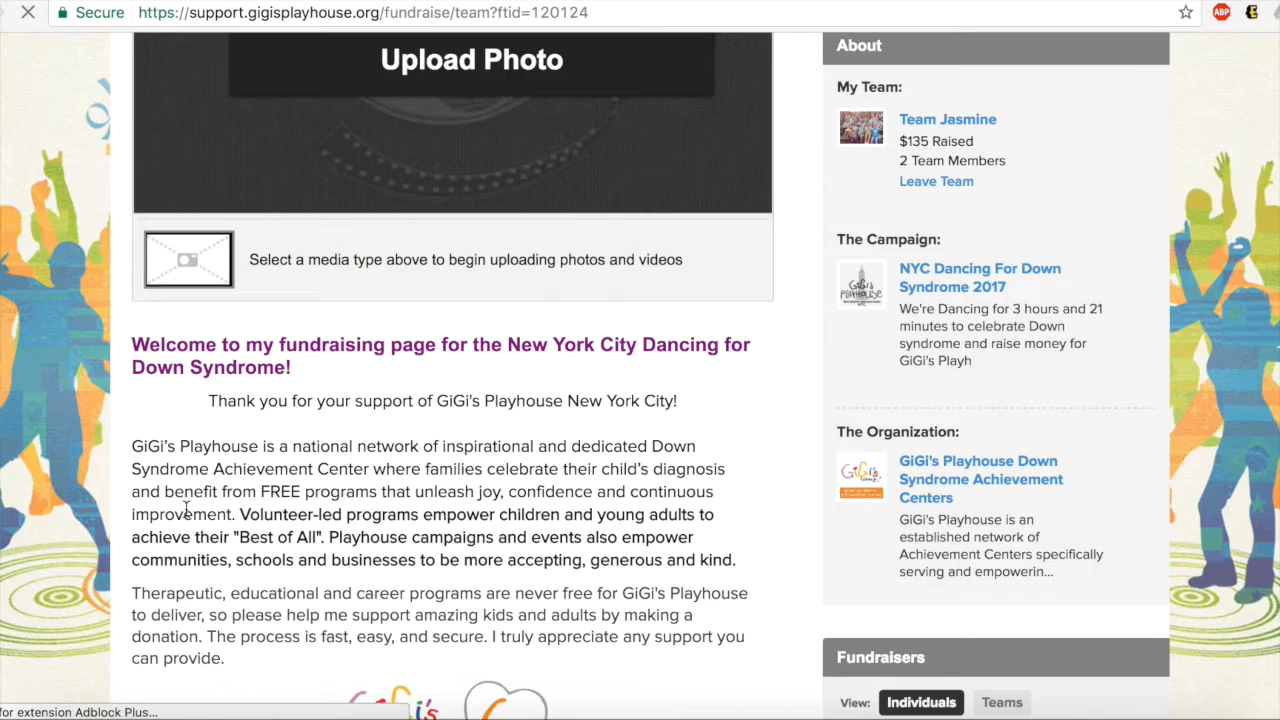 Secure https://support.gigisplayhouse.org/fundraise/team?ftid=120124
ABP
Upload Photo
Select a media type above to begin uploading photos and videos
Welcome to my fundraising page for the New York City Dancing for
Down Syndrome!
Thank you for your support of GiGi's Playhouse New York City!
GiGi's Playhouse is a national network of inspirational and dedicated Down
Syndrome Achievement Center where families celebrate their child's diagnosis
and benefit from FREE programs that unleash joy, confidence and continuous
improvement. Volunteer-led programs empower children and young adults to
achieve their "Best of All". Playhouse campaigns and events also empower
communities, schools and businesses to be more accepting, generous and kind.
Therapeutic, educational and career programs are never free for GiGi's Playhouse
to deliver, so please help me support amazing kids and adults by making a
donation. The process is fast, easy, and secure. I truly appreciate any support you
can provide.
GiGi's
for extension Adblock Plus...
About
My Team:
Team Jasmine
$135 Raised
2 Team Members
Leave Team
The Campaign:
GiGi's
PLAYHOUSE
NYC Dancing For Down
Syndrome 2017
We're Dancing for 3 hours and 21
minutes to celebrate Down
syndrome and raise money for
GiGi's Playh
The Organization:
GiGi's
GiGi's Playhouse Down
Syndrome Achievement
Centers
GiGi's Playhouse is an
established network of
Achievement Centers specifically
serving and empowerin...
Fundraisers
View: Individuals Teams